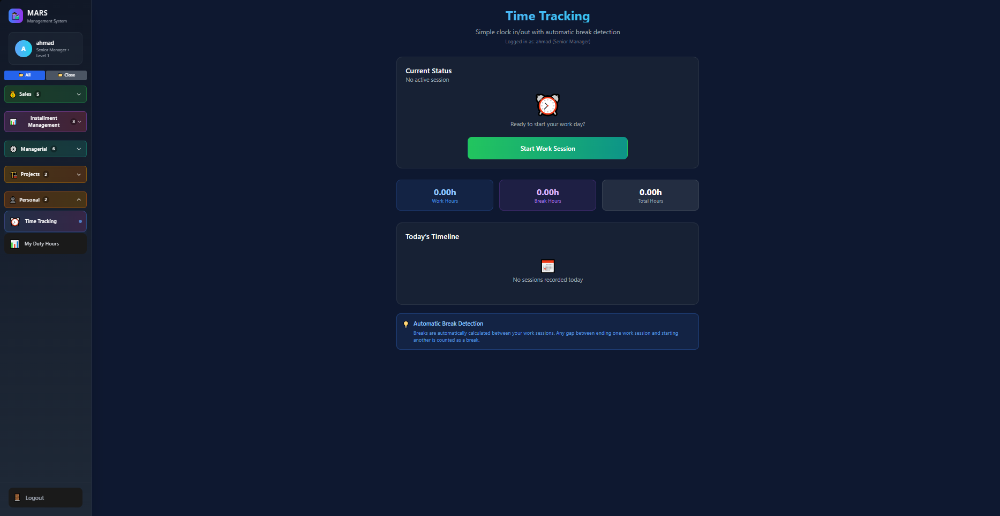 MARS
Management System
A
ahmad
Senior Manager •
Level 1
All
Close
Sales 5
Installment
Management
3
Managerial 6
Projects 2
Personal 2
Time Tracking
My Duty Hours
Logout
Time Tracking
Simple clock in/out with automatic break detection
Logged in as: ahmad (Senior Manager)
Current Status
No active session
Ready to start your work day?
Start Work Session
0.00h
Work Hours
0.00h
Break Hours
0.00h
Total Hours
Today's Timeline
No sessions recorded today
Automatic Break Detection
Breaks are automatically calculated between your work sessions. Any gap between ending one work session and starting
another is counted as a break.